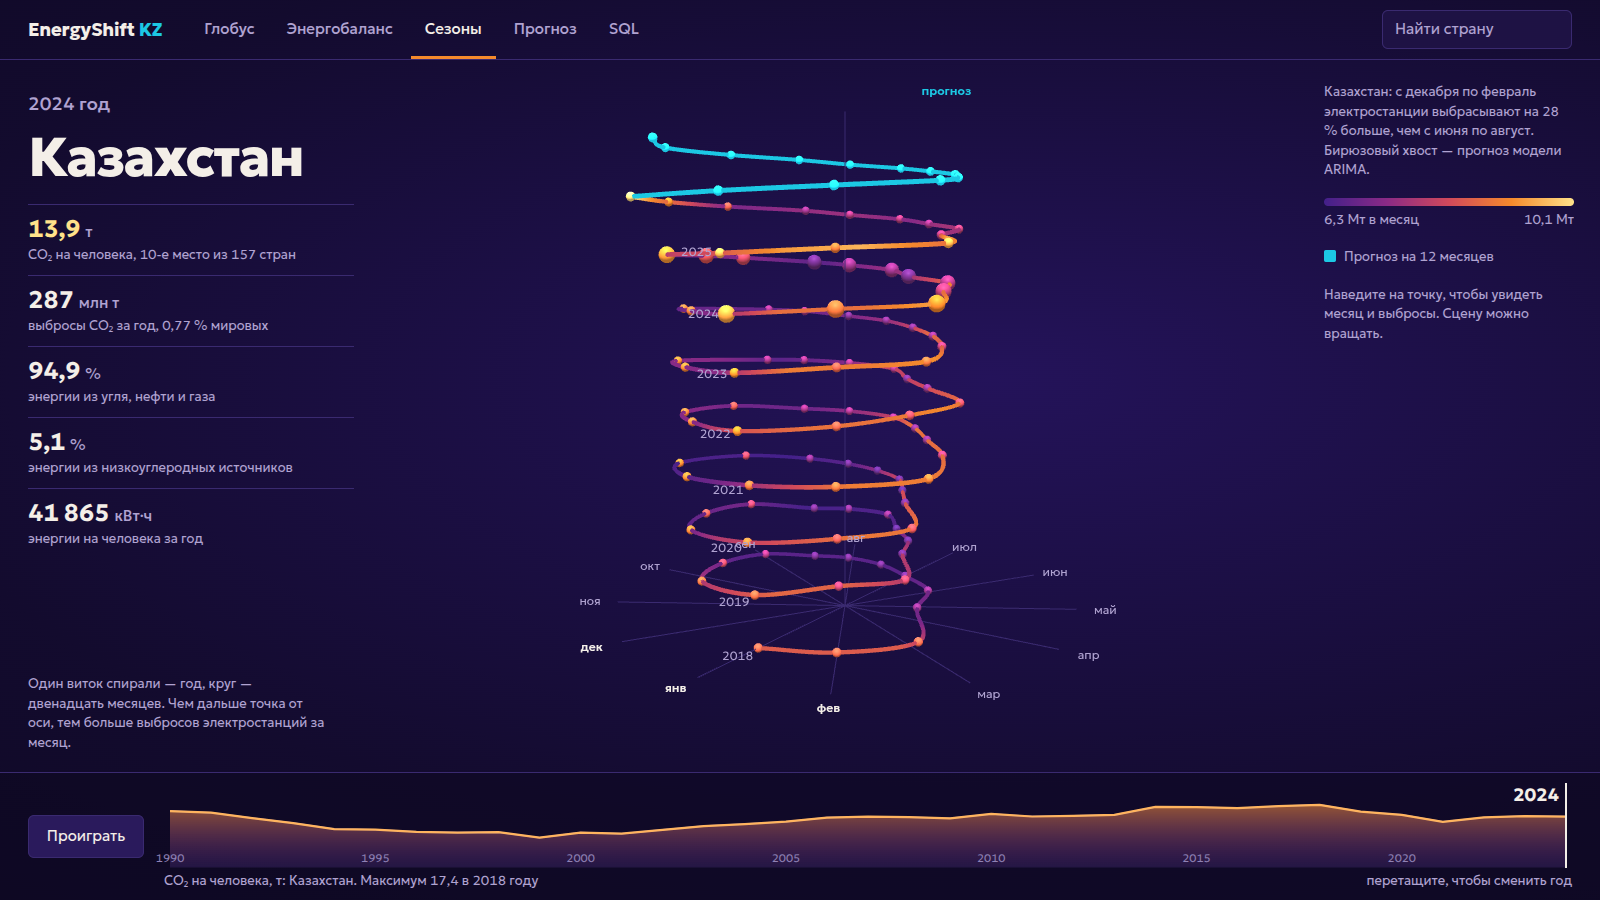 EnergyShift KZ
Глобус
Энергобаланс
Сезоны
Прогноз
SQL
Найти страну
2024 год
Казахстан
13,9 т
CO₂ на человека, 10-е место из 157 стран
287 млн т
выбросы CO₂ за год, 0,77 % мировых
94,9 %
энергии из угля, нефти и газа
5,1 %
энергии из низкоуглеродных источников
41 865 кВт·ч
энергии на человека за год
Один виток спирали — год, круг —
двенадцать месяцев. Чем дальше точка от
оси, тем больше выбросов электростанций за
месяц.
прогноз
2025
2024
2023
2022
2021
2020
сен
авг
июл
окт
июн
ноя
2019
май
дек
2018
апр
янв
мар
фев
Казахстан: с декабря по февраль
электростанции выбрасывают на 28
% больше, чем с июня по август.
Бирюзовый хвост — прогноз модели
ARIMA.
6,3 Мт в месяц
10,1 Мт
Прогноз на 12 месяцев
Наведите на точку, чтобы увидеть
месяц и выбросы. Сцену можно
вращать.
2024
Проиграть
1990
1995
2000
2005
2010
2015
2020
CO₂ на человека, т: Казахстан. Максимум 17,4 в 2018 году
перетащите, чтобы сменить год